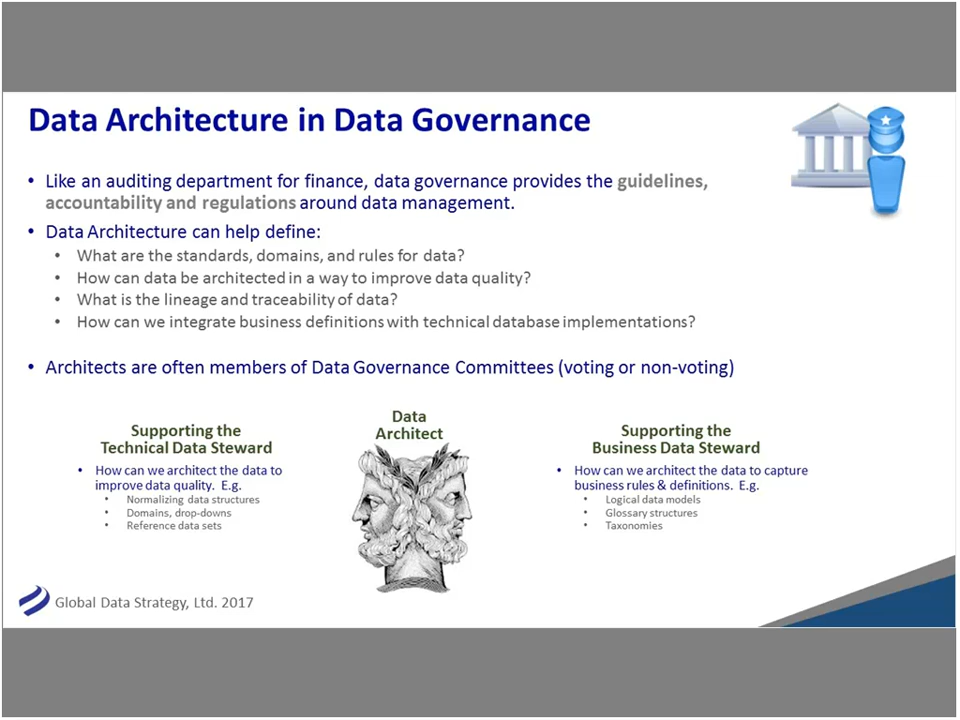 Data Architecture in Data Governance
• Like an auditing department for finance, data governance provides the guidelines,
accountability and regulations around data management.
• Data Architecture can help define:
• What are the standards, domains, and rules for data?
• How can data be architected in a way to improve data quality?
• What is the lineage and traceability of data?
• How can we integrate business definitions with technical database implementations?
• Architects are often members of Data Governance Committees (voting or non-voting)
Supporting the
Technical Data Steward
• How can we architect the data to
improve data quality. E.g.
• Normalizing data structures
• Domains, drop-downs
• Reference data sets
Data
Architect
Supporting the
Business Data Steward
• How can we architect the data to capture
business rules & definitions. E.g.
• Logical data models
• Glossary structures
• Taxonomies
Global Data Strategy, Ltd. 2017